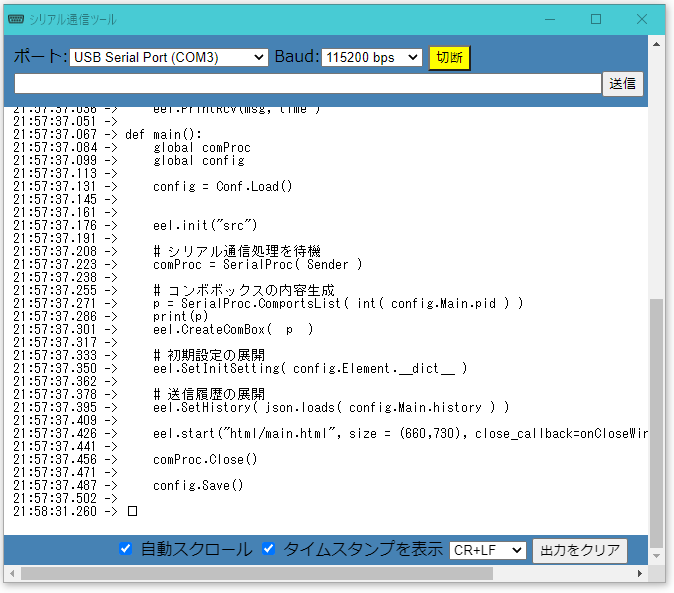 シリアル通信ツール
ポート: USB Serial Port (COM3) Baud: 115200 bps 切断
送信
21:57:37.036 -> eel.PrintRcv(msg, time )
21:57:37.051 ->
21:57:37.067 -> def main():
21:57:37.084 -> global comProc
21:57:37.099 -> global config
21:57:37.113 ->
21:57:37.131 -> config = Conf.Load()
21:57:37.145 ->
21:57:37.161 ->
21:57:37.176 -> eel.init("src")
21:57:37.191 ->
21:57:37.208 -> # シリアル通信処理を待機
21:57:37.223 -> comProc = SerialProc( Sender )
21:57:37.238 ->
21:57:37.255 -> # コンボボックスの内容生成
21:57:37.271 -> p = SerialProc.ComportsList( int( config.Main.pid ) )
21:57:37.286 -> print(p)
21:57:37.301 -> eel.CreateComBox( p )
21:57:37.317 ->
21:57:37.333 -> # 初期設定の展開
21:57:37.350 -> eel.SetInitSetting( config.Element.__dict__ )
21:57:37.362 ->
21:57:37.378 -> # 送信履歴の展開
21:57:37.395 -> eel.SetHistory( json.loads( config.Main.history ) )
21:57:37.409 ->
21:57:37.426 -> eel.start("html/main.html", size = (660,730), close_callback=onCloseWin
21:57:37.441 ->
21:57:37.456 -> comProc.Close()
21:57:37.471 ->
21:57:37.487 -> config.Save()
21:57:37.502 ->
21:58:31.260 -> □
自動スクロール タイムスタンプを表示 CR+LF 出力をクリア